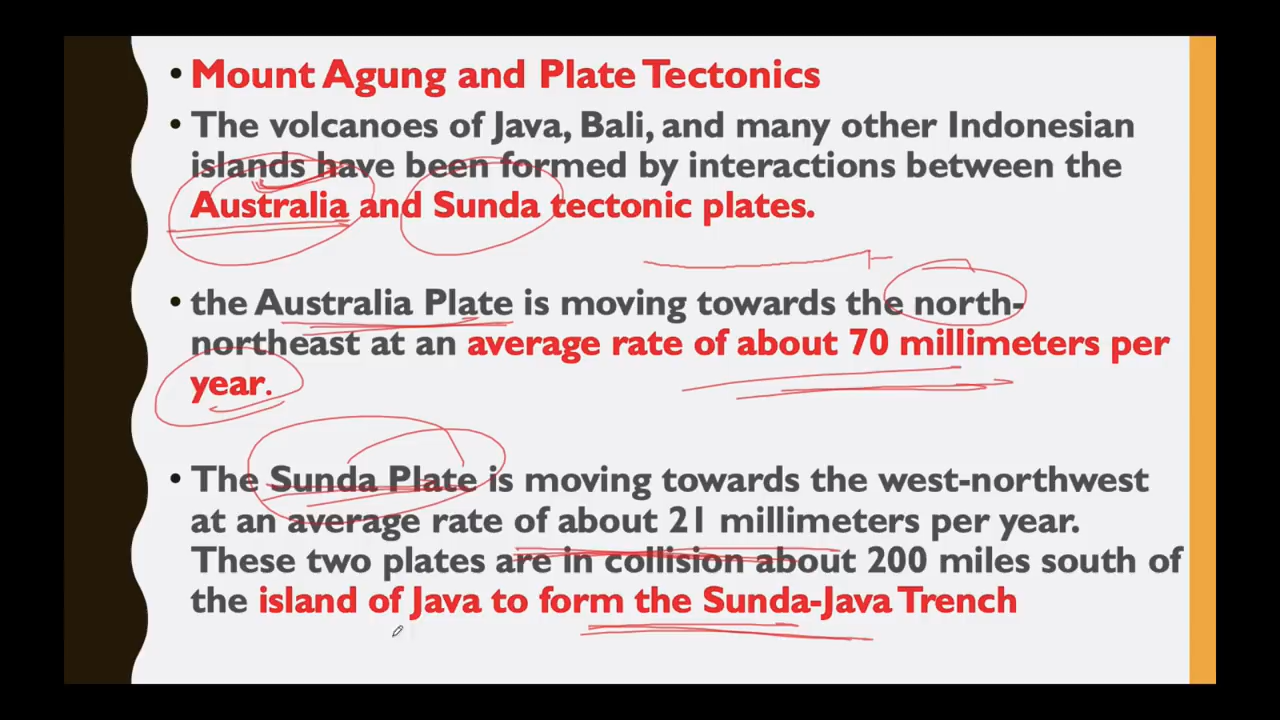 • Mount Agung and Plate Tectonics
• The volcanoes of Java, Bali, and many other Indonesian
islands have been formed by interactions between the
Australia and Sunda tectonic plates.
• the Australia Plate is moving towards the north-
northeast at an average rate of about 70 millimeters per
year.
• The Sunda Plate is moving towards the west-northwest
at an average rate of about 21 millimeters per year.
These two plates are in collision about 200 miles south of
the island of Java to form the Sunda-Java Trench